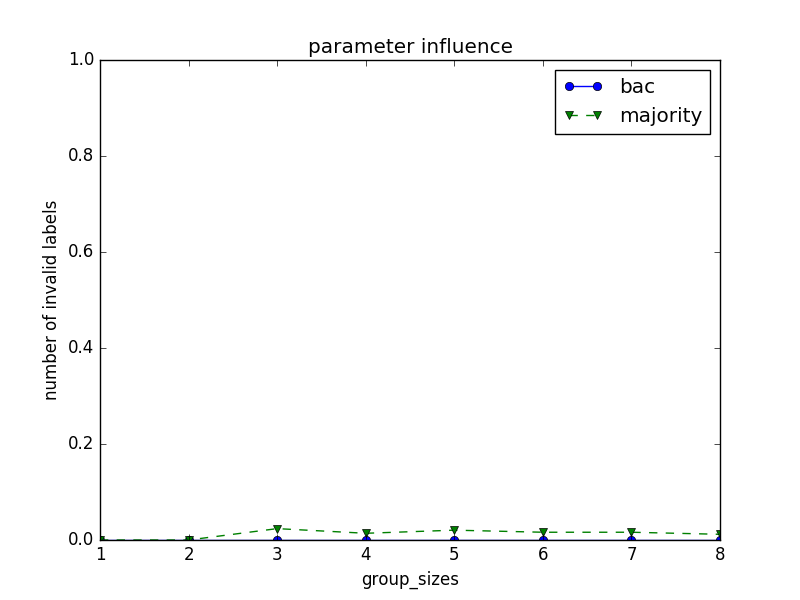 parameter influence
bac
majority
1.0
0.8
0.6
0.4
0.2
0.0
number of invalid labels
1 2 3 4 5 6 7 8
group_sizes